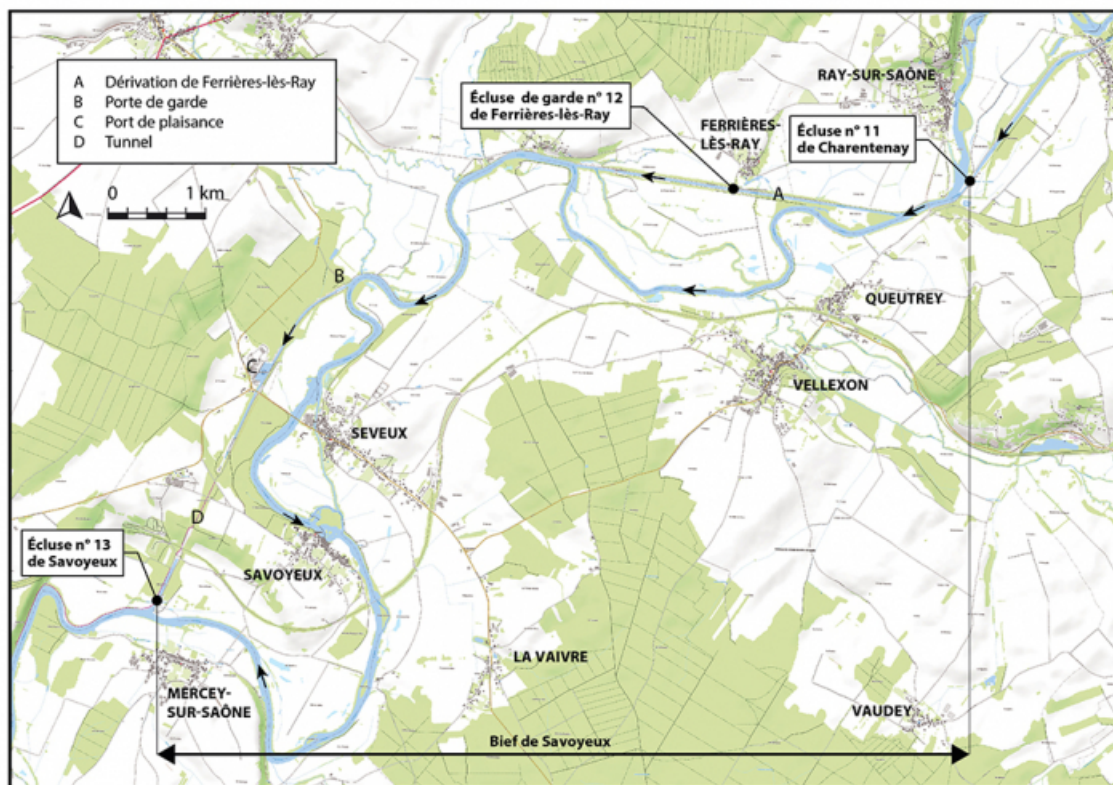 A Dérivation de Ferrières-lès-Ray
B Porte de garde
C Port de plaisance
D Tunnel
0 1 km
Écluse de garde n° 12
de Ferrières-lès-Ray
FERRIÈRES-
LÈS-RAY
RAY-SUR-SAÔNE
Écluse n° 11
de Charentenay
A
B
QUEUTREY
C
VELLEXON
SEVEUX
D
Écluse n° 13
de Savoyeux
SAVOYEUX
LA VAIVRE
MERCEY-
SUR-SAÔNE
VAUDEY
Bief de Savoyeux